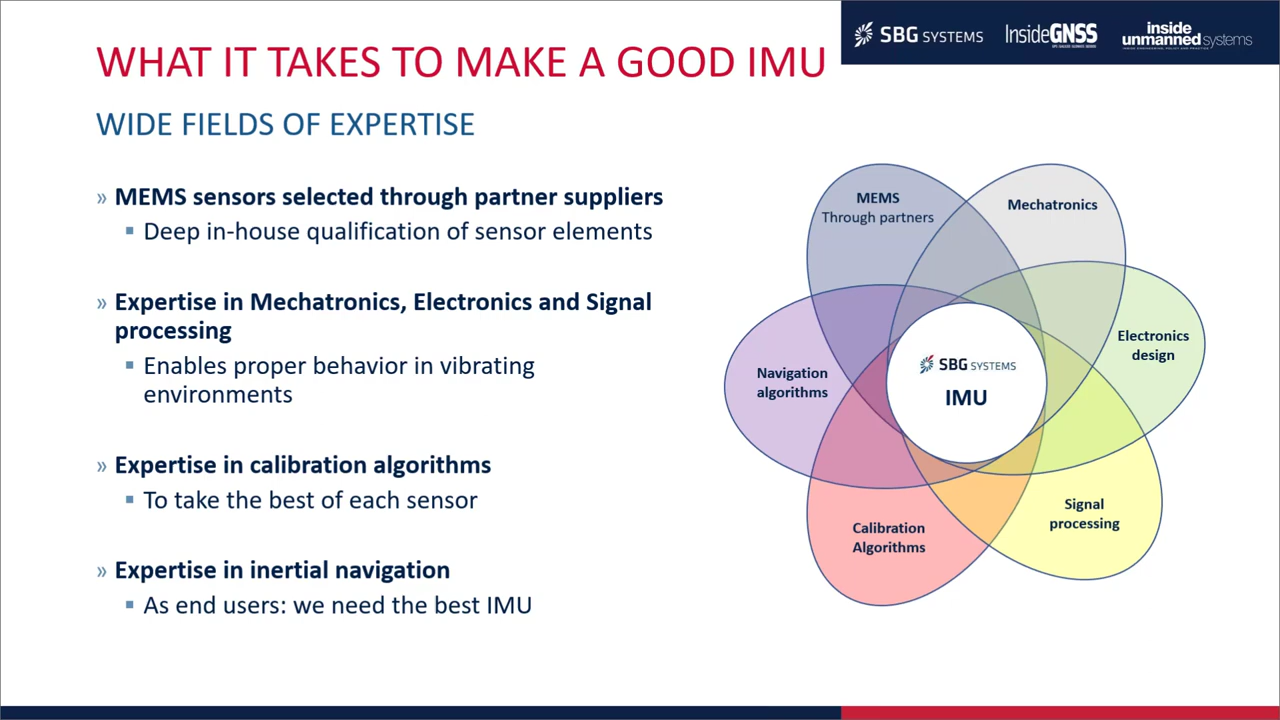 SBG SYSTEMS
InsideGNSS
inside
unmanned systems
WHAT IT TAKES TO MAKE A GOOD IMU
WIDE FIELDS OF EXPERTISE
» MEMS sensors selected through partner suppliers
▪ Deep in-house qualification of sensor elements
» Expertise in Mechatronics, Electronics and Signal
processing
▪ Enables proper behavior in vibrating
environments
» Expertise in calibration algorithms
▪ To take the best of each sensor
» Expertise in inertial navigation
▪ As end users: we need the best IMU
MEMS
Through partners
Mechatronics
Electronics
design
Navigation
algorithms
SBG SYSTEMS
IMU
Signal
processing
Calibration
Algorithms